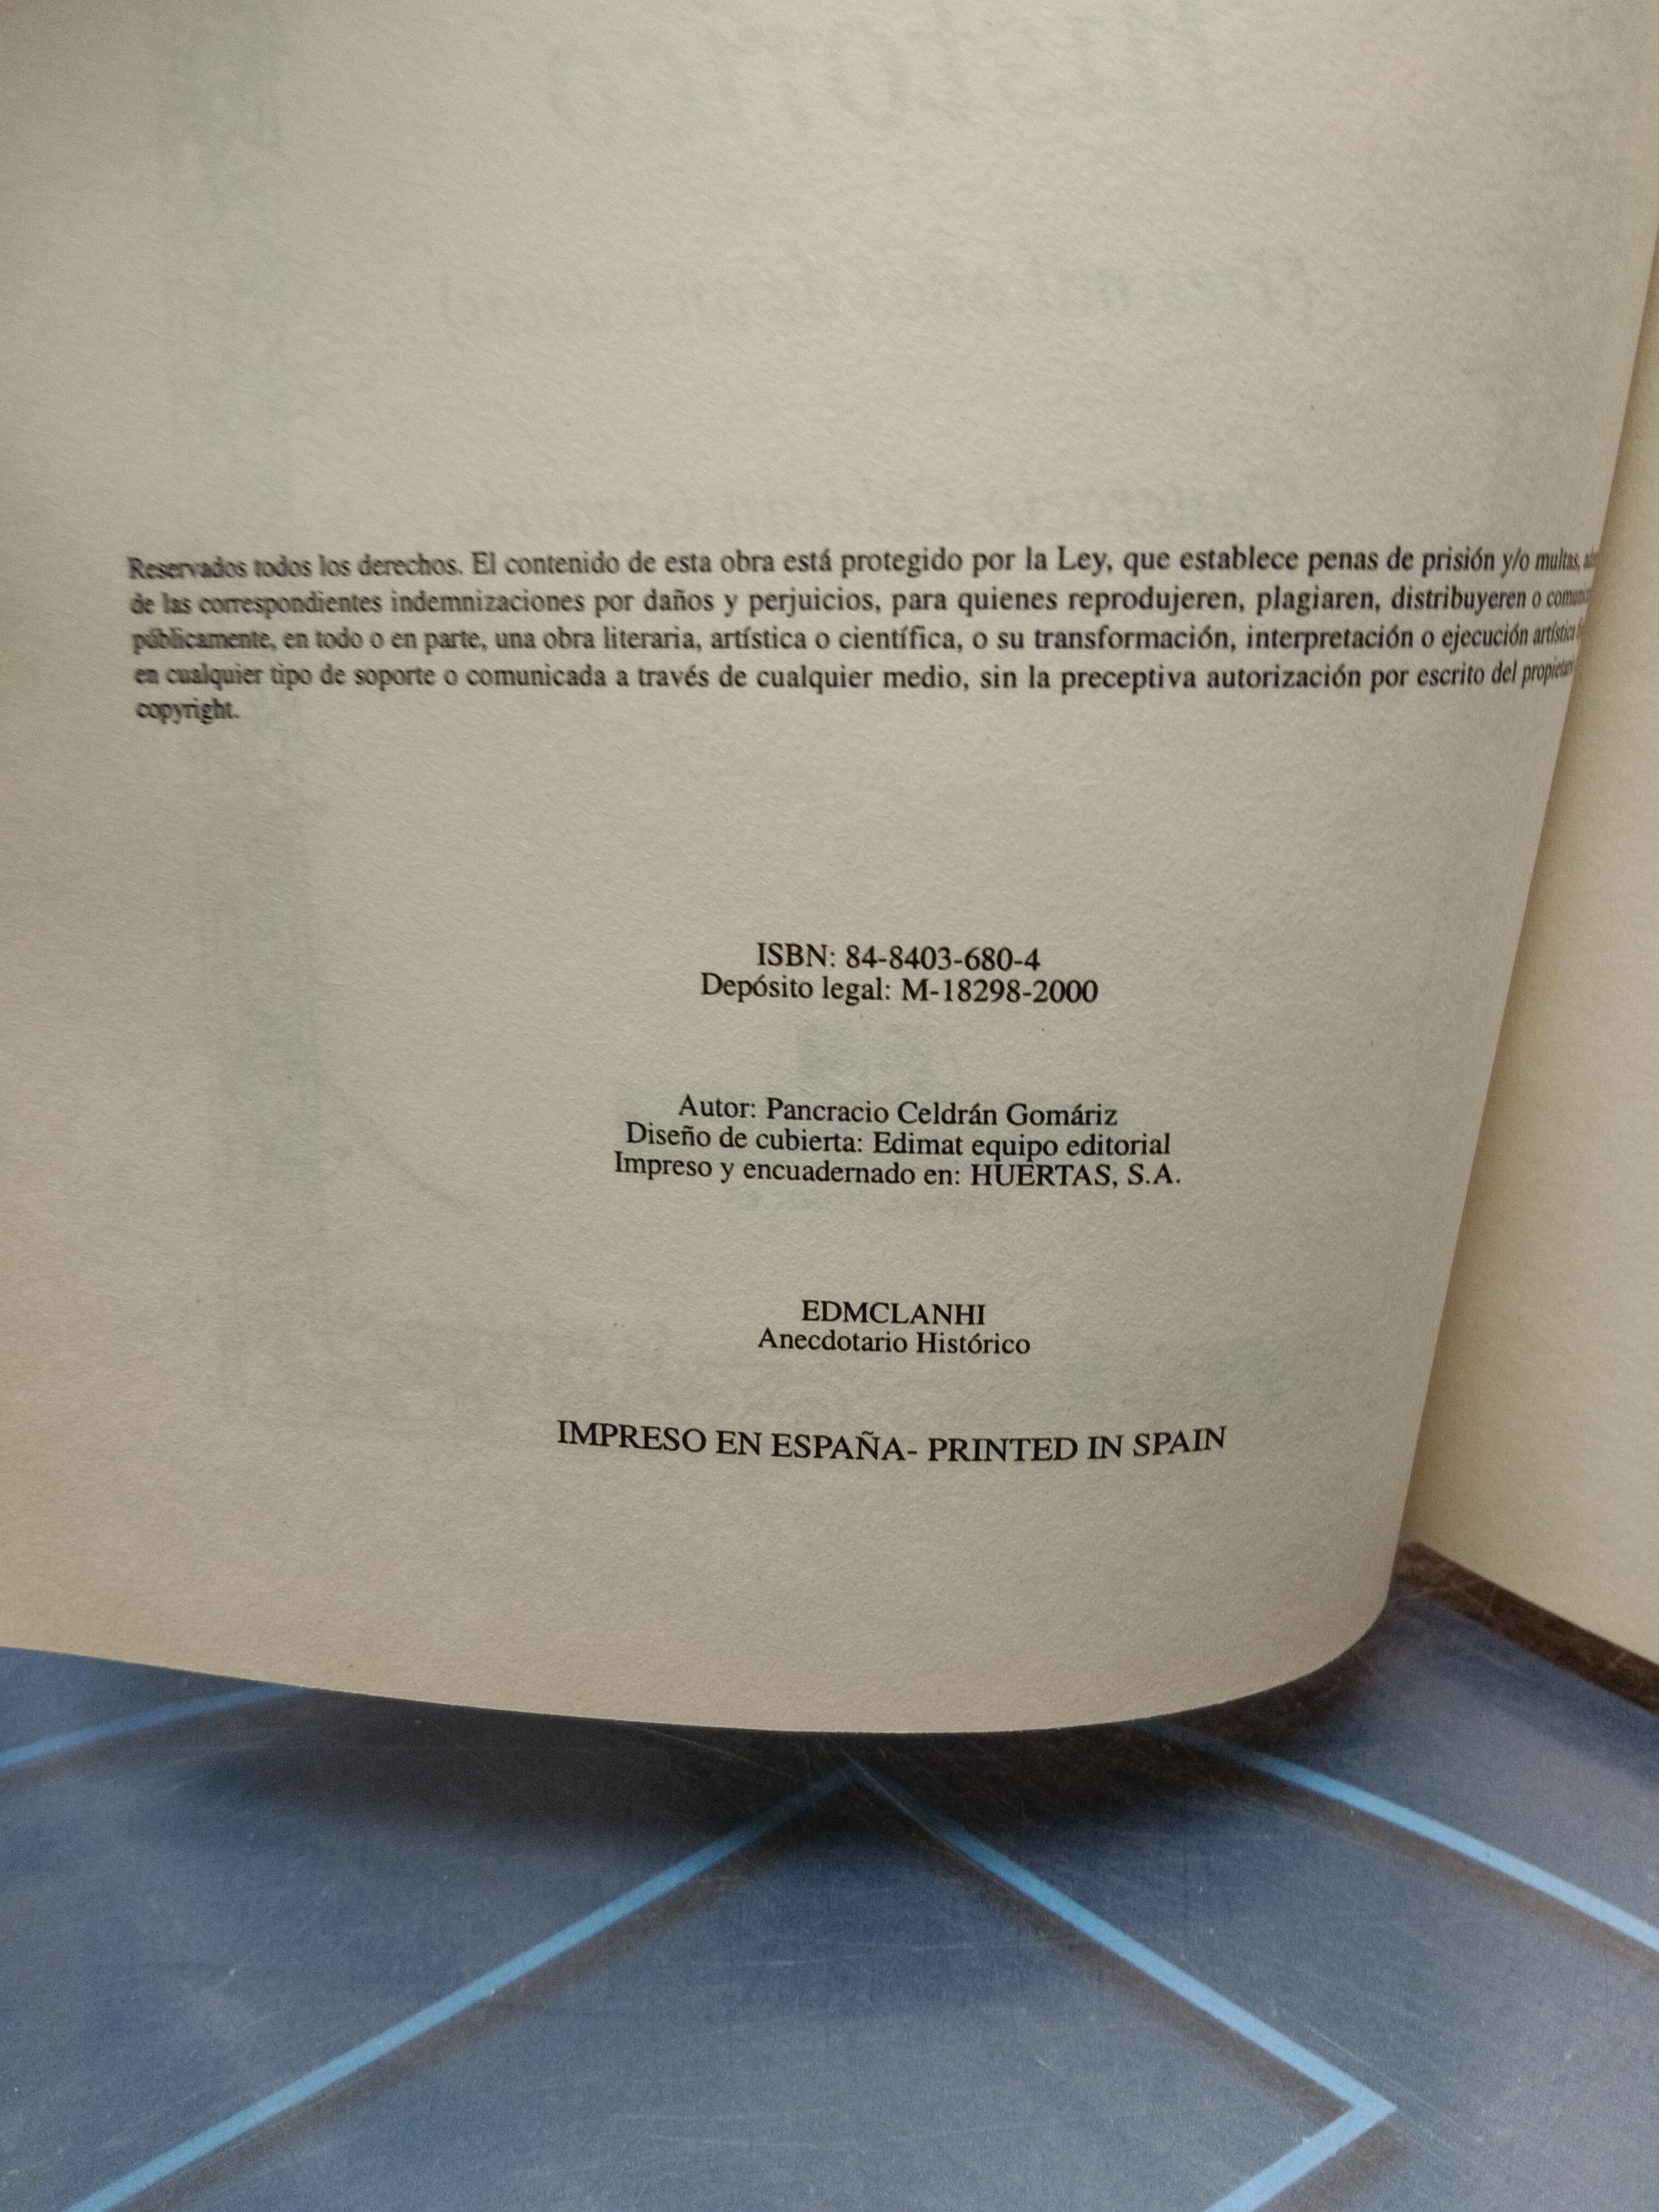 Reservados todos los derechos. El contenido de esta obra está protegido por la Ley, que establece penas de prisión y/o multas,
de las correspondientes indemnizaciones por daños y perjuicios, para quienes reprodujeren, plagiaren, distribuyeren o
públicamente, en todo o en parte, una obra literaria, artística o científica, o su transformación, interpretación o ejecución artística
en cualquier tipo de soporte o comunicada a través de cualquier medio, sin la preceptiva autorización por escrito del
copyright.
ISBN: 84-8403-680-4
Depósito legal: M-18298-2000
Autor: Pancracio Celdrán Gomáriz
Diseño de cubierta: Edimat equipo editorial
Impreso y encuadernado en: HUERTAS, S.A.
EDMCLANHI
Anecdotario Histórico
IMPRESO EN ESPAÑA- PRINTED IN SPAIN